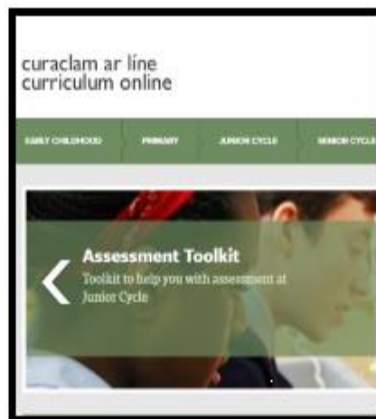 curaclam ar líne
curriculum online
EARLY CHILDHOOD PRIMARY JUNIOR CYCLE SENIOR CYCLE
Assessment Toolkit
Toolkit to help you with assessment at
Junior Cycle